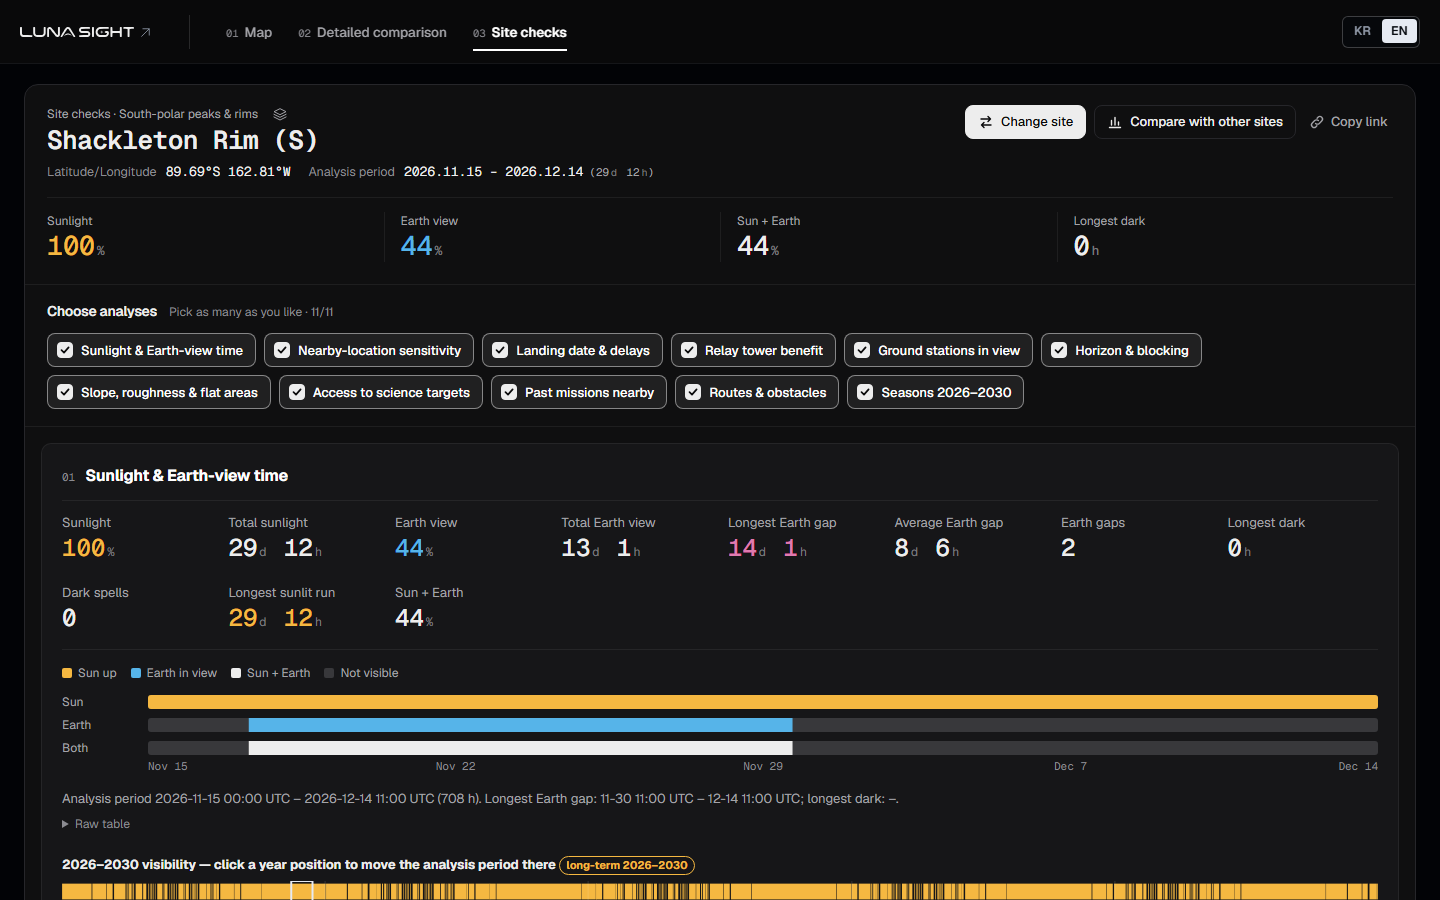 LUNA SIGHT
01 Map
02 Detailed comparison
03 Site checks
KR EN
Site checks · South-polar peaks & rims
Shackleton Rim (S)
Change site
Compare with other sites
Copy link
Latitude/Longitude 89.69°S 162.81°W Analysis period 2026.11.15 – 2026.12.14 (29d 12h)
Sunlight
100%
Earth view
44%
Sun + Earth
44%
Longest dark
0h
Choose analyses Pick as many as you like · 11/11
Sunlight & Earth-view time
Nearby-location sensitivity
Landing date & delays
Relay tower benefit
Ground stations in view
Horizon & blocking
Slope, roughness & flat areas
Access to science targets
Past missions nearby
Routes & obstacles
Seasons 2026–2030
01 Sunlight & Earth-view time
Sunlight
100%
Total sunlight
29d 12h
Earth view
44%
Total Earth view
13d 1h
Longest Earth gap
14d 1h
Average Earth gap
8d 6h
Earth gaps
2
Longest dark
0h
Dark spells
0
Longest sunlit run
29d 12h
Sun + Earth
44%
Sun up Earth in view Sun + Earth Not visible
Sun
Earth
Both
Nov 15 Nov 22 Nov 29 Dec 7 Dec 14
Analysis period 2026-11-15 00:00 UTC – 2026-12-14 11:00 UTC (708 h). Longest Earth gap: 11-30 11:00 UTC – 12-14 11:00 UTC; longest dark: –.
Raw table
2026–2030 visibility — click a year position to move the analysis period there long-term 2026–2030